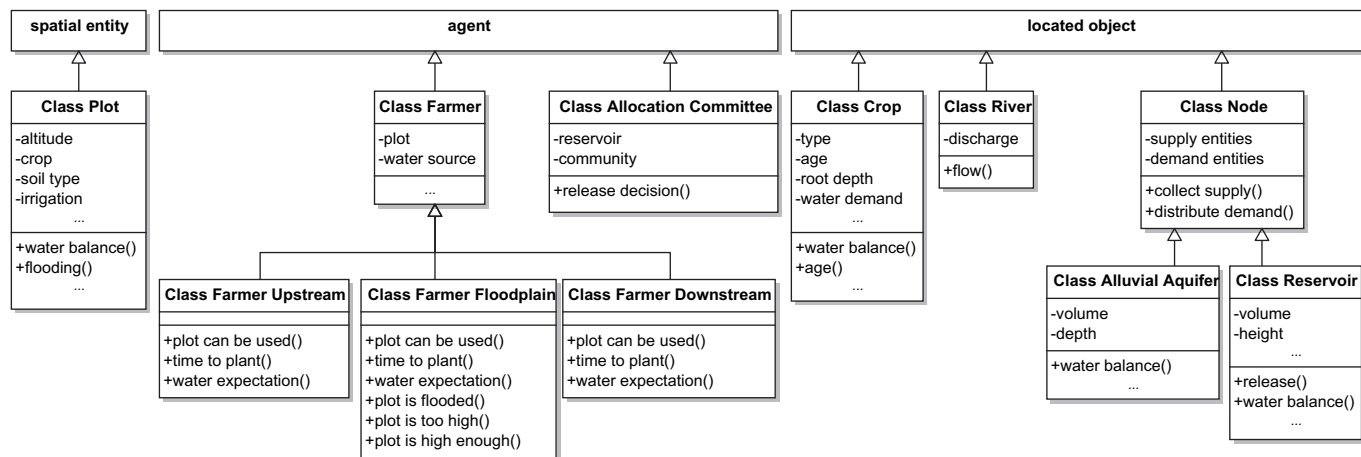 spatial entity
agent
located object
Class Plot
-altitude
-crop
-soil type
-irrigation
...
+water balance()
+flooding()
...
Class Farmer
-plot
-water source
...
Class Allocation Committee
-reservoir
-community
+release decision()
Class Crop
-type
-age
-root depth
-water demand
...
+water balance()
+age()
...
Class River
-discharge
+flow()
Class Node
-supply entities
-demand entities
+collect supply()
+distribute demand()
Class Farmer Upstream
+plot can be used()
+time to plant()
+water expectation()
Class Farmer Floodplain
+plot can be used()
+time to plant()
+water expectation()
+plot is flooded()
+plot is too high()
+plot is high enough()
Class Farmer Downstream
+plot can be used()
+time to plant()
+water expectation()
Class Alluvial Aquifer
-volume
-depth
+water balance()
...
Class Reservoir
-volume
-height
...
+release()
+water balance()
...